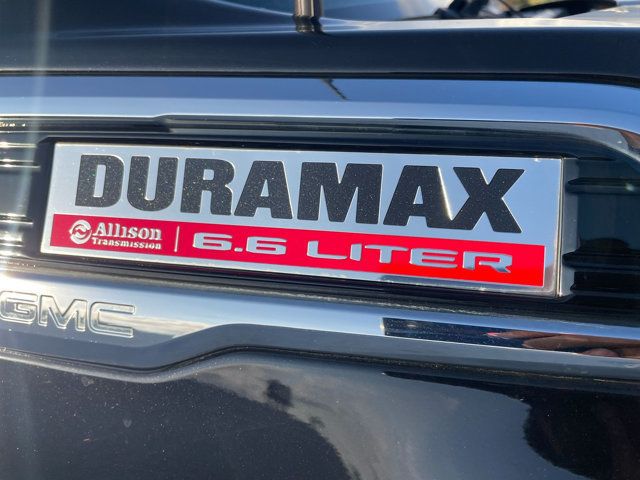 DURAMAX
Allison
Transmission
6.6 LITER
GMC